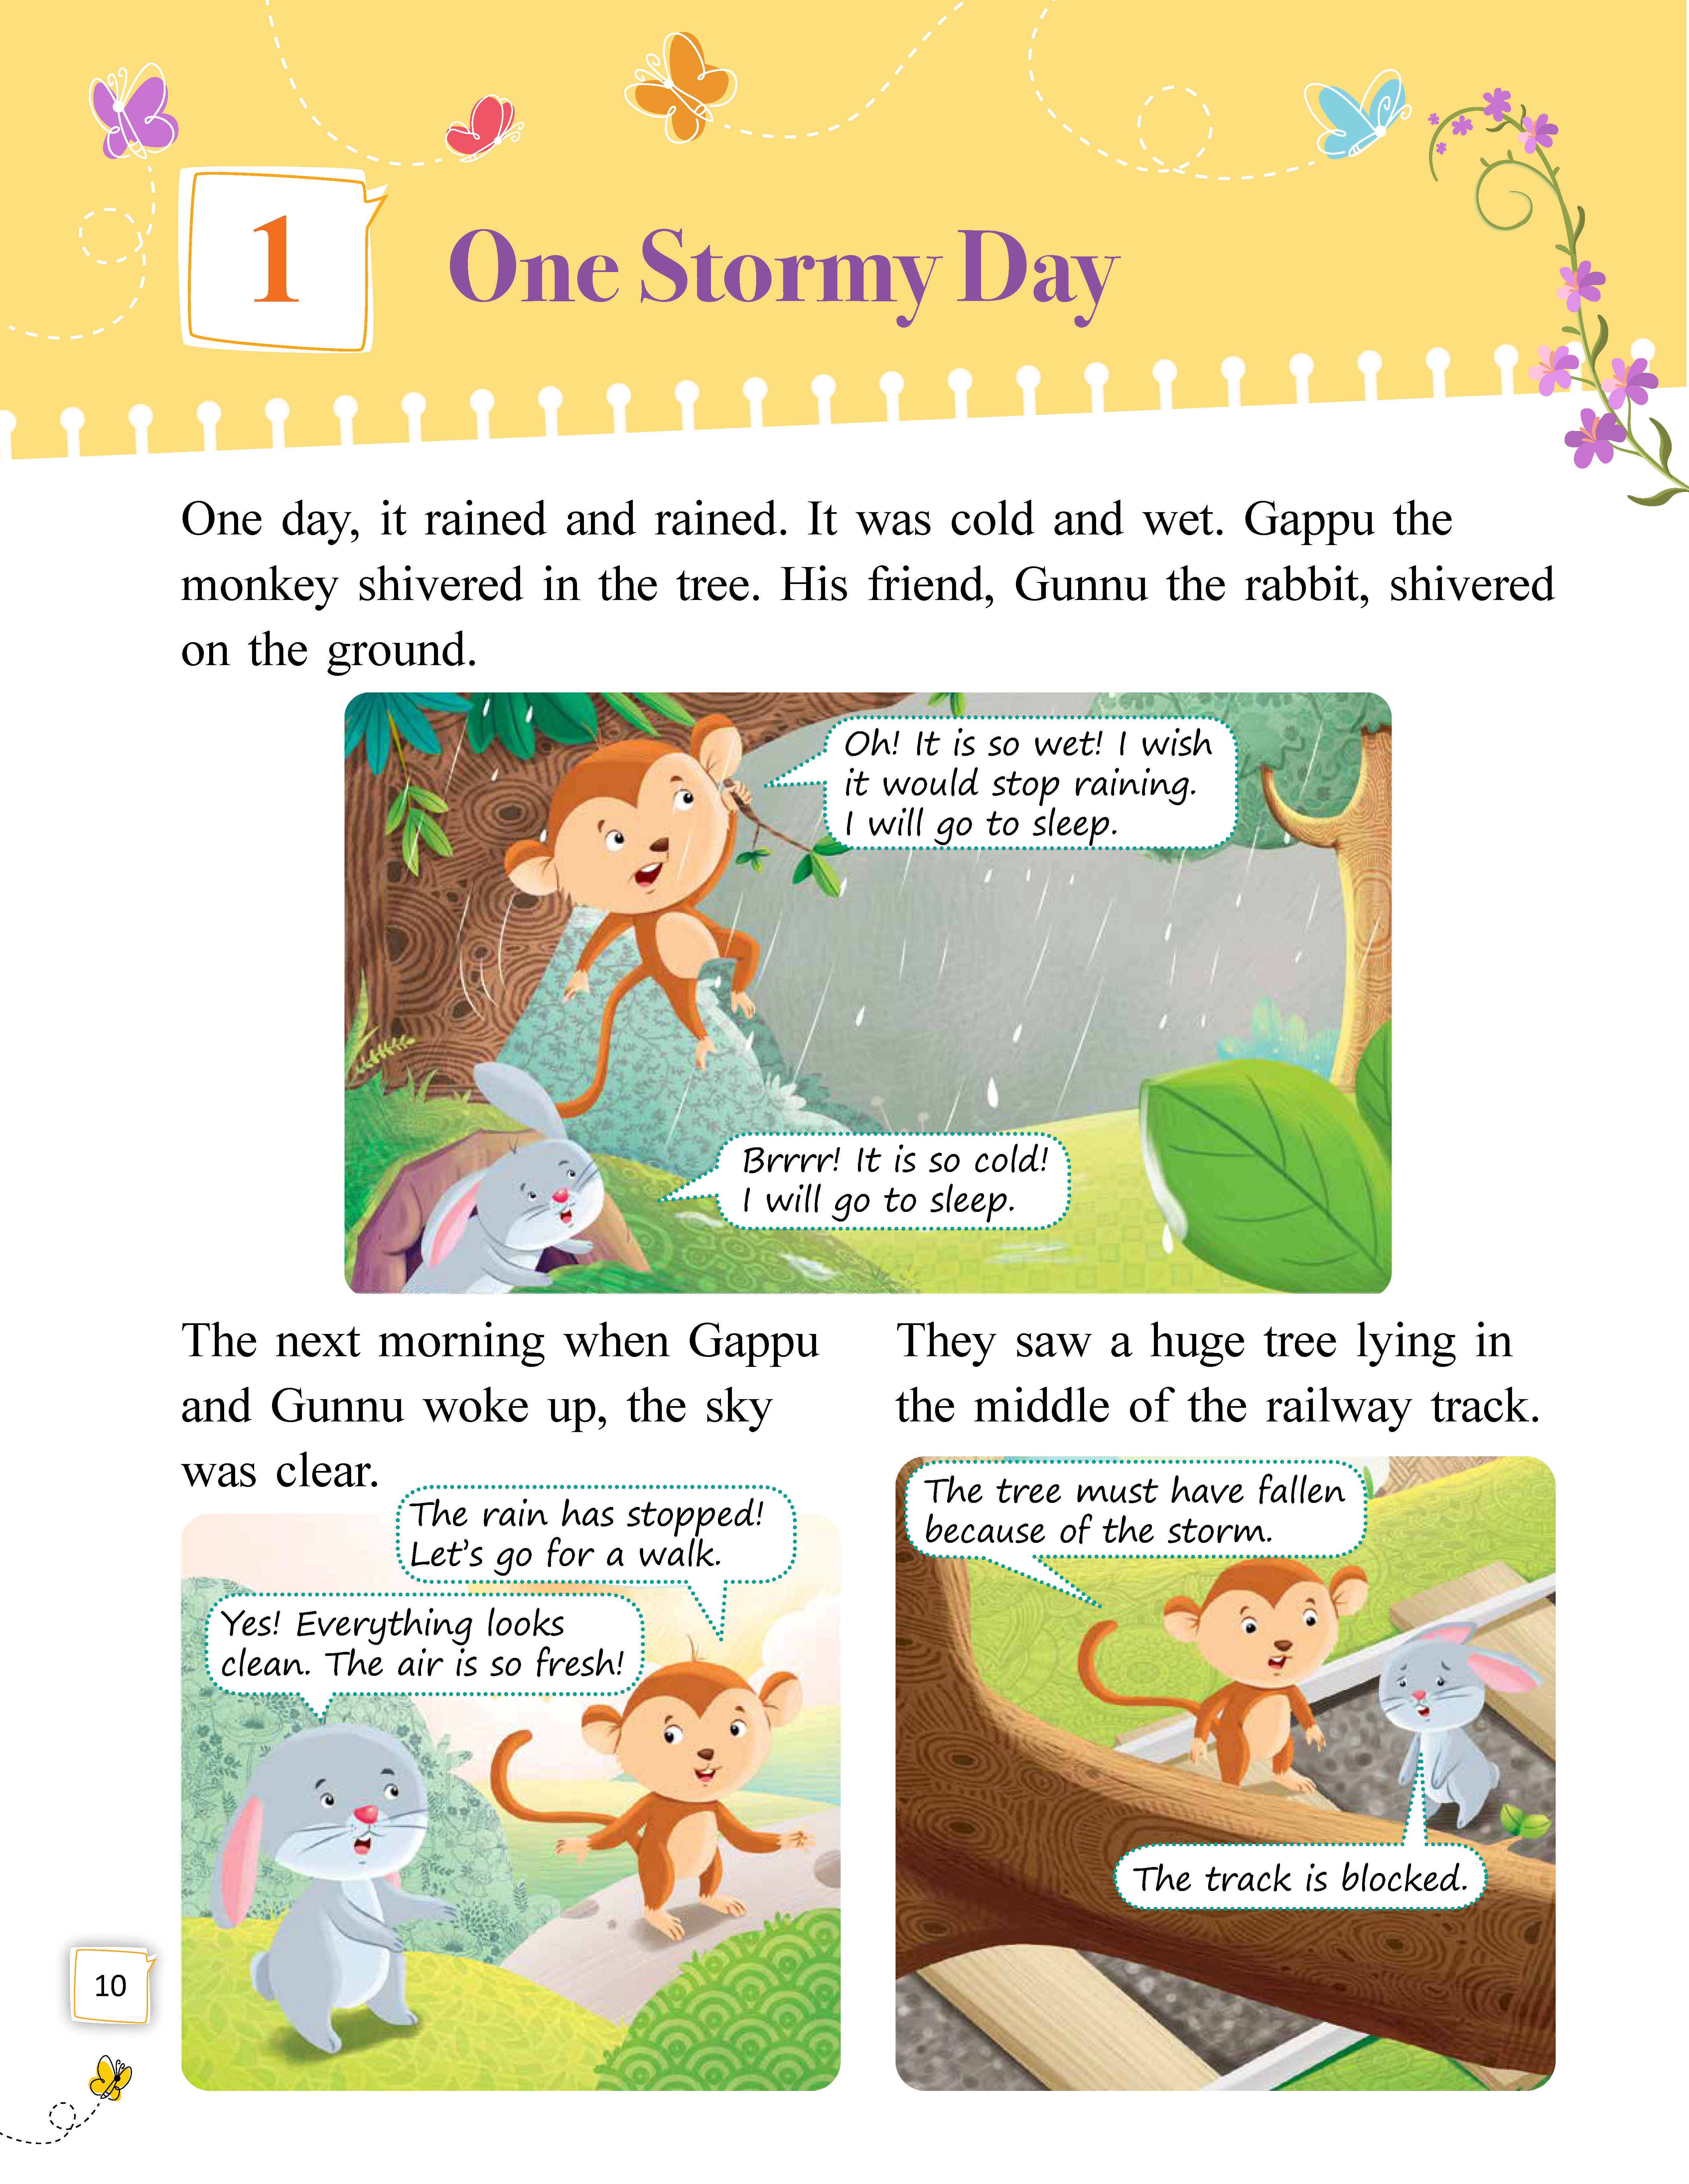 1
One Stormy Day
One day, it rained and rained. It was cold and wet. Gappu the
monkey shivered in the tree. His friend, Gunnu the rabbit, shivered
on the ground.
Oh! It is so wet! I wish
it would stop raining.
I will go to sleep.
Brrrr! It is so cold!
I will go to sleep.
The next morning when Gappu
and Gunnu woke up, the sky
was clear.
The rain has stopped!
Let's go for a walk.
Yes! Everything looks
clean. The air is so fresh!
They saw a huge tree lying in
the middle of the railway track.
The tree must have fallen
because of the storm.
The track is blocked.
10